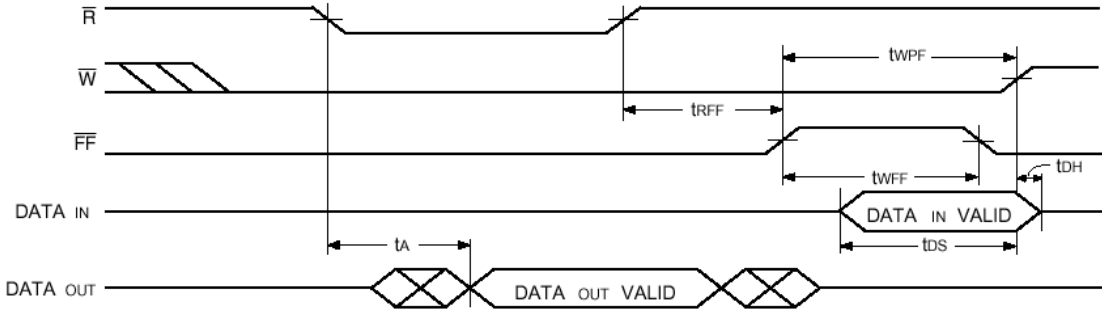 R
tWPF
W
tRFF
FF
tDH
tWFF
DATA IN
DATA IN VALID
tA
tDS
DATA OUT
DATA OUT VALID